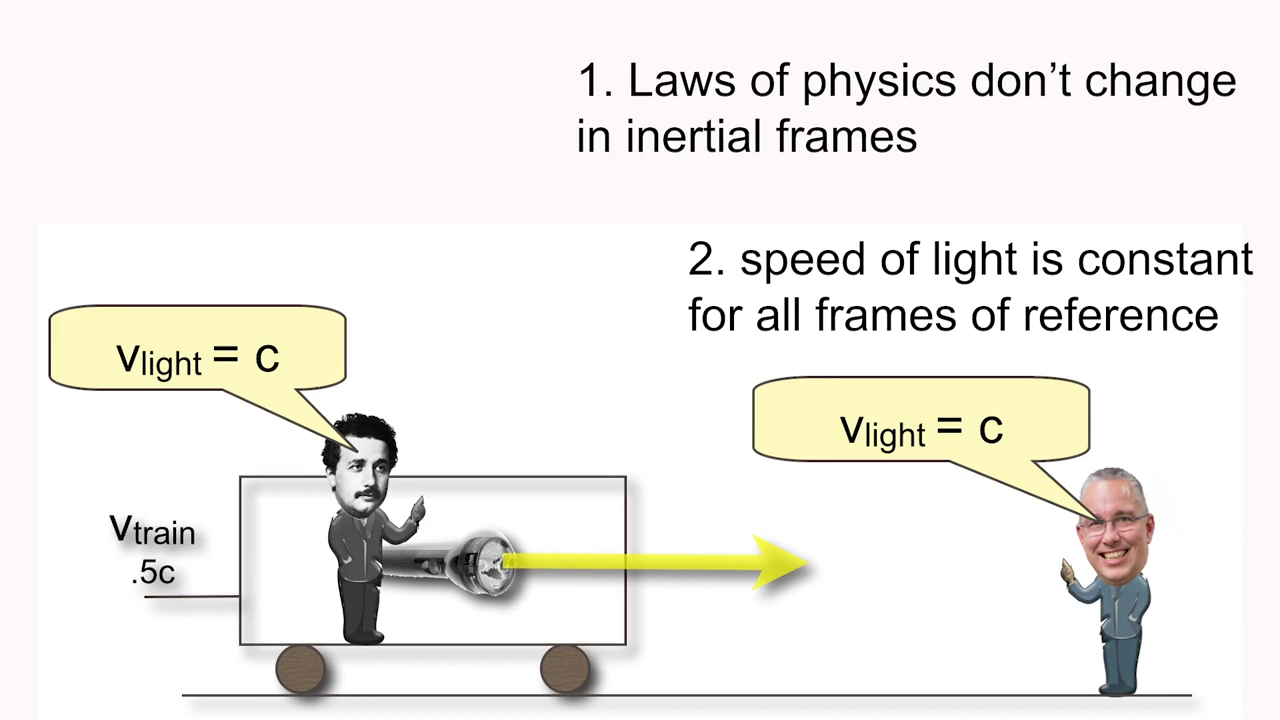 1. Laws of physics don’t change
in inertial frames
2. speed of light is constant
for all frames of reference
vlight = c
vlight = c
vtrain
.5c